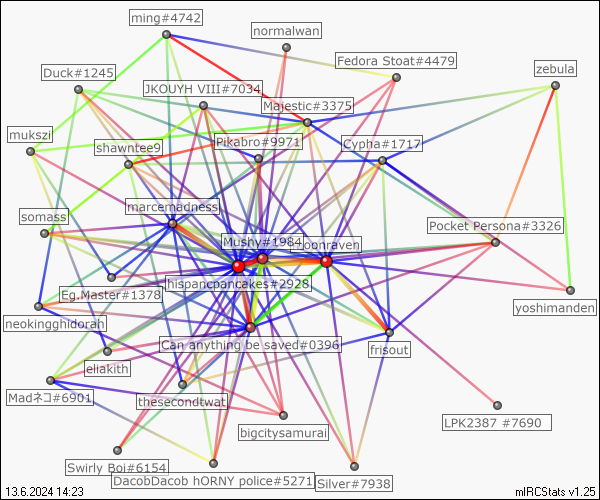 ming#4742
normalwan
Fedora Stoat#4479
Duck#1245
zebula
JKOUYH VIII#7034
Majestic#3375
mukszi
shawntee9
Pikabro#9971
Cypha#1717
marcemadness
somass
Pocket Persona#3326
Mushy#1984
moonraven
hispanicpancakes#2928
Eg.Master#1378
yoshimanden
neokingghidorah
Can anything be saved#0396
frisout
eliakith
Madネコ#6901
thesecondtwat
LPK2387 #7690
bigcitysamurai
Swirly Boi#6154
DacobDacob hORNY police#5271
Silver#7938
13.6.2024 14:23
mIRCStats v1.25